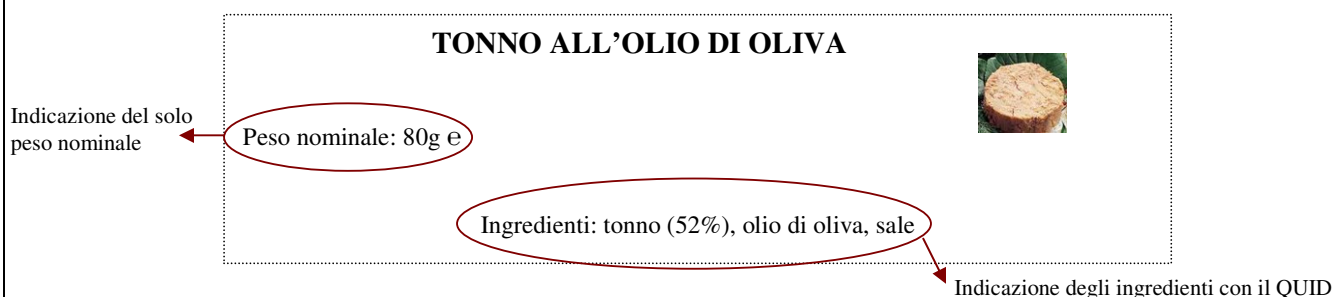 TONNO ALL’OLIO DI OLIVA
Indicazione del solo
peso nominale
Peso nominale: 80g ℮
Ingredienti: tonno (52%), olio di oliva, sale
Indicazione degli ingredienti con il QUID